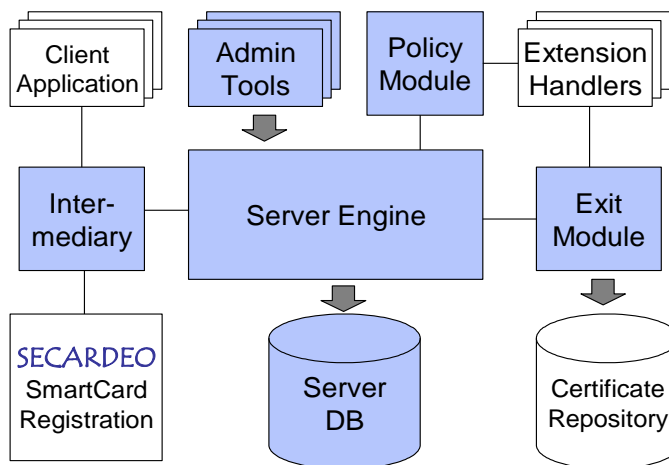 Client
Application
Admin
Tools
Policy
Module
Extension
Handlers
Inter-
mediary
Server Engine
Exit
Module
SECARDEO
SmartCard
Registration
Server
DB
Certificate
Repository